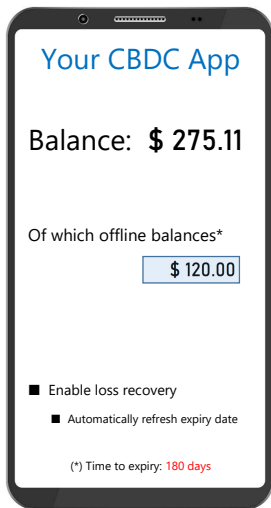 Your CBDC App
Balance: $ 275.11
Of which offline balances*
$ 120.00
■ Enable loss recovery
■ Automatically refresh expiry date
(*) Time to expiry: 180 days